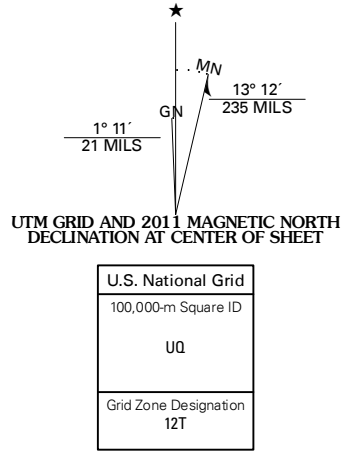 ★
MN
GN
13° 12´
235 MILS
1° 11´
21 MILS
UTM GRID AND 2011 MAGNETIC NORTH
DECLINATION AT CENTER OF SHEET
U.S. National Grid
100,000-m Square ID
UQ
Grid Zone Designation
12T